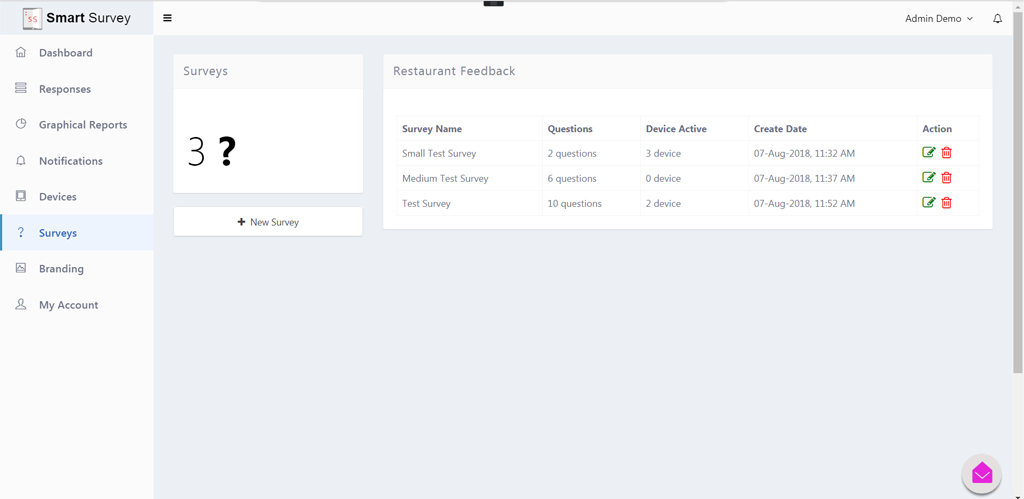 SS Smart Survey
Admin Demo
Dashboard
Responses
Graphical Reports
Notifications
Devices
? Surveys
Branding
My Account
Surveys
3 ?
+ New Survey
Restaurant Feedback
Survey Name Questions Device Active Create Date Action
Small Test Survey 2 questions 3 device 07-Aug-2018, 11:32 AM
Medium Test Survey 6 questions 0 device 07-Aug-2018, 11:37 AM
Test Survey 10 questions 2 device 07-Aug-2018, 11:52 AM